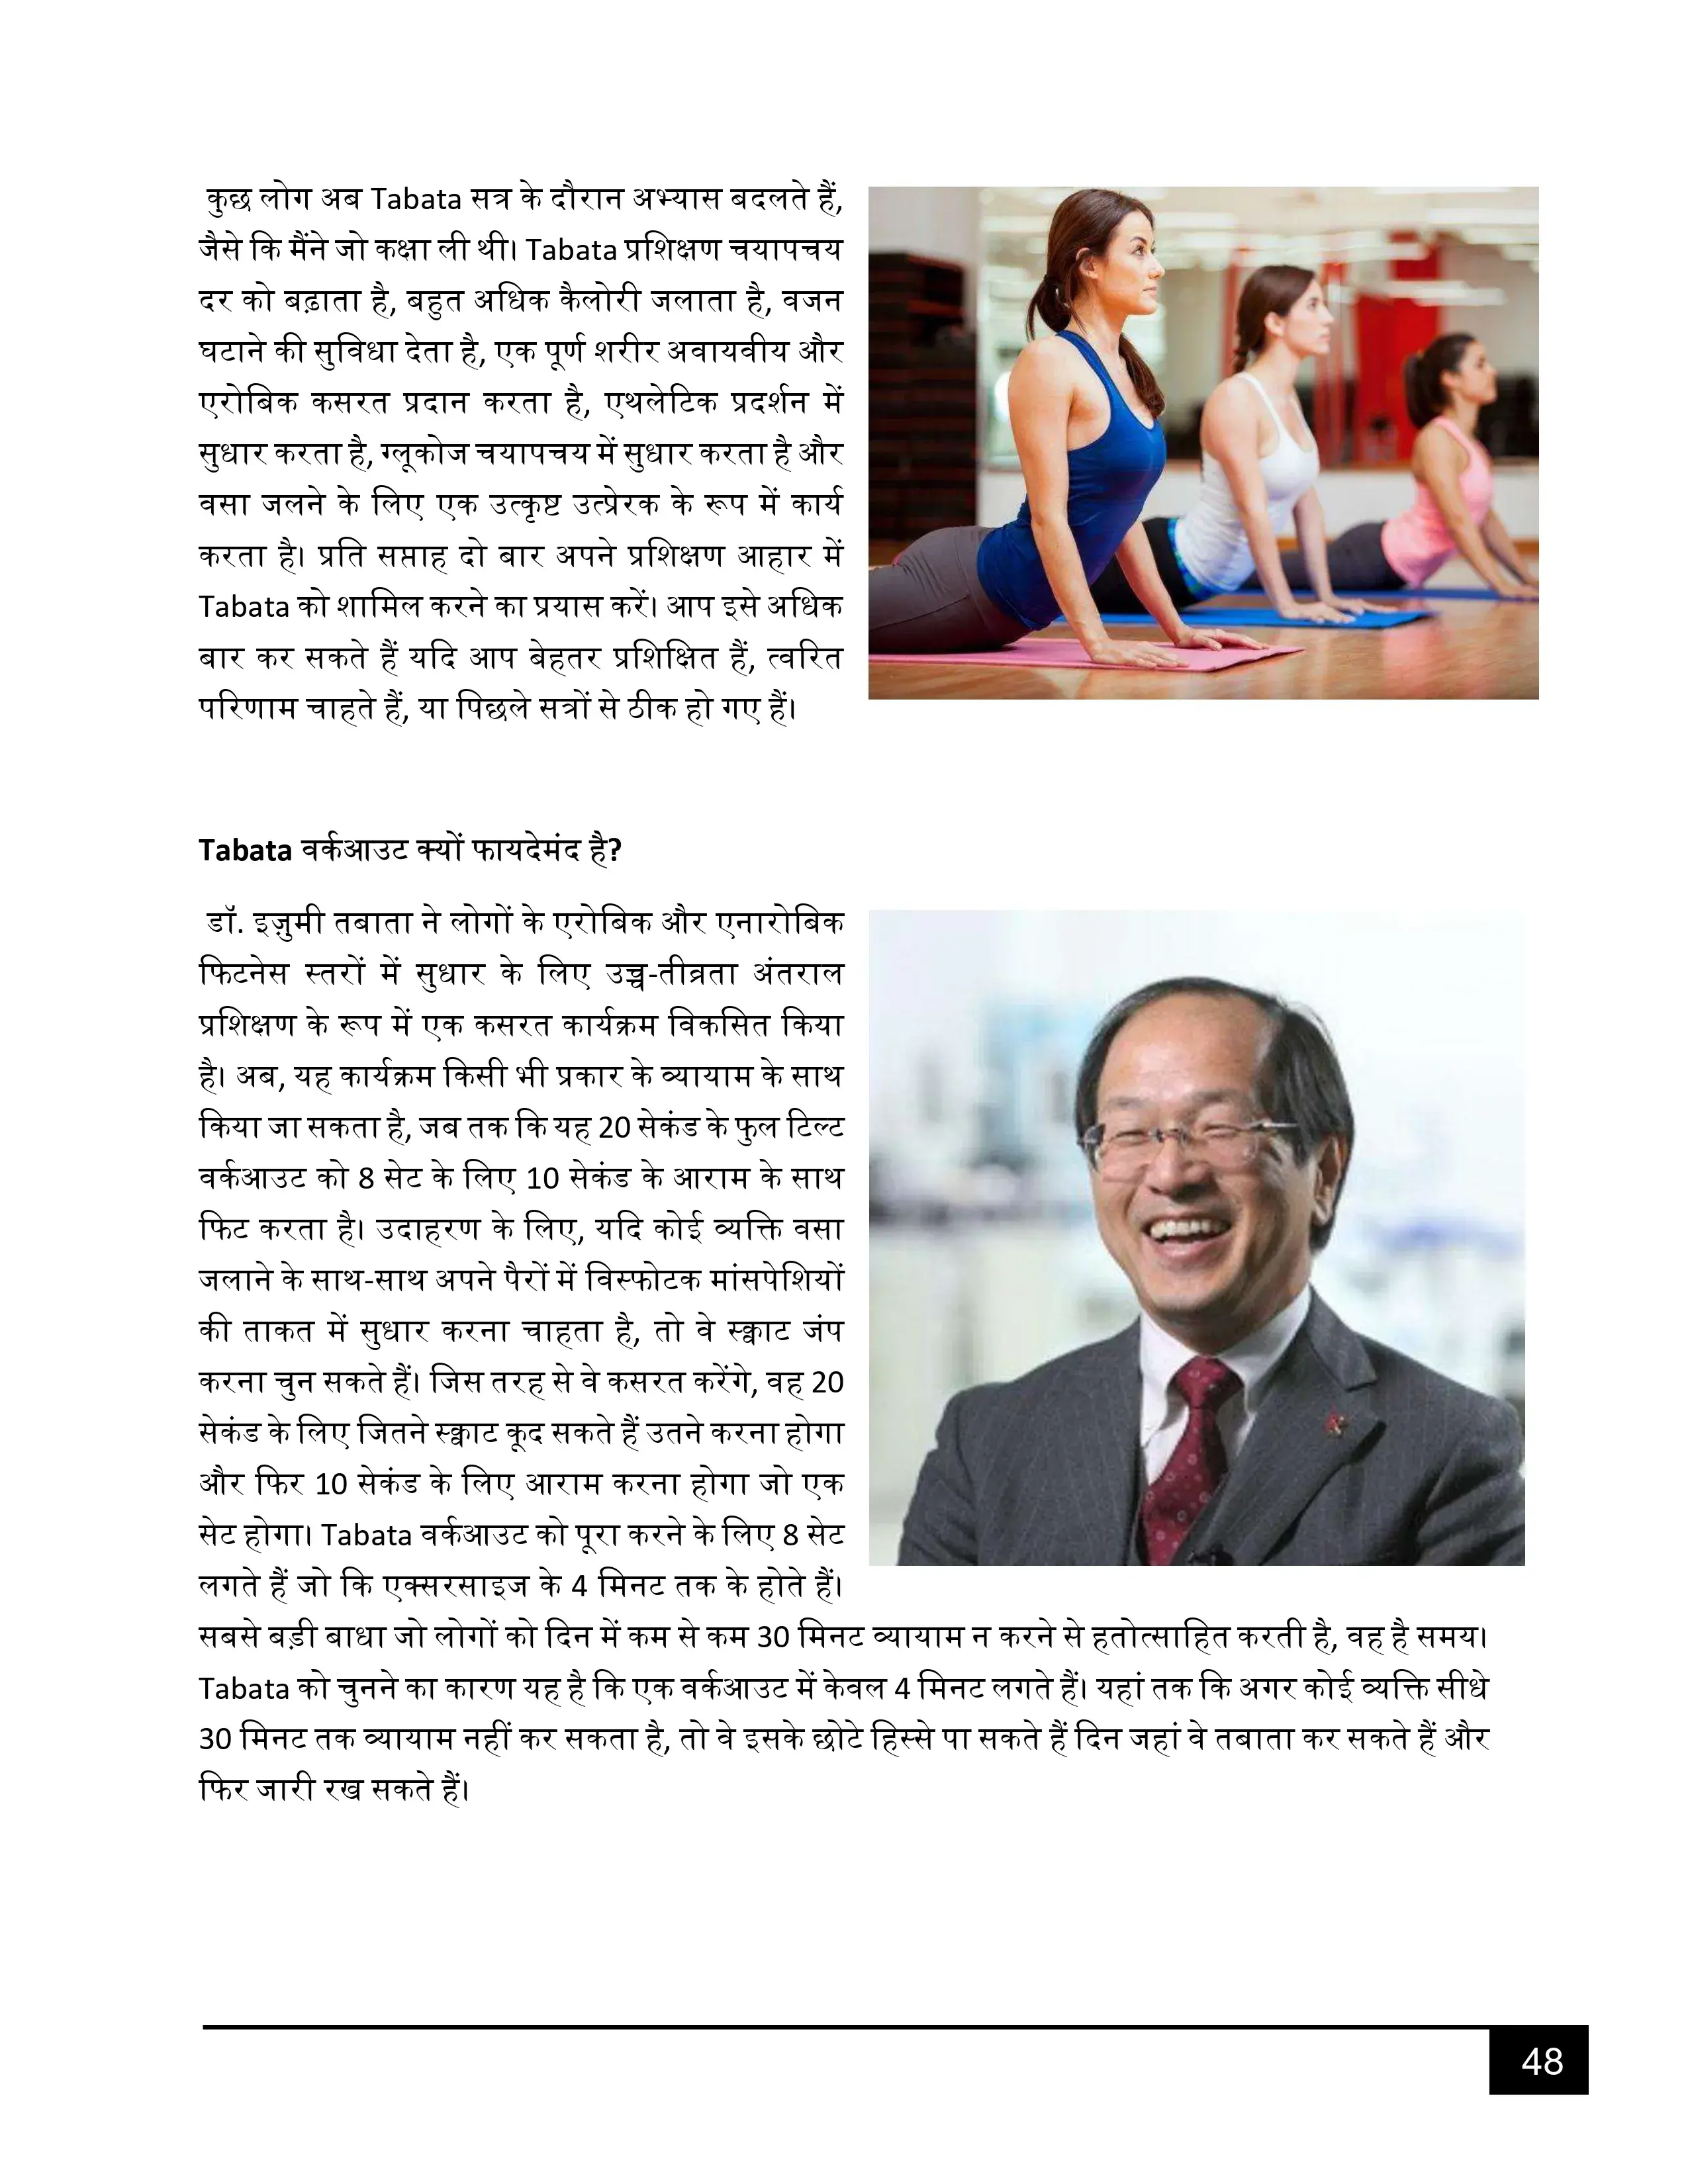 कुछ लोग अब Tabata सत्र के दौरान अभ्यास बदलते हैं,
जैसे कि मैंने जो कक्षा ली थी। Tabata प्रशिक्षण चयापचय
दर को बढ़ाता है, बहुत अधिक कैलोरी जलाता है, वजन
घटाने की सुविधा देता है, एक पूर्ण शरीर अवायवीय और
एरोबिक कसरत प्रदान करता है, एथलेटिक प्रदर्शन में
सुधार करता है, ग्लूकोज चयापचय में सुधार करता है और
वसा जलने के लिए एक उत्कृष्ट उत्प्रेरक के रूप में कार्य
करता है। प्रति सप्ताह दो बार अपने प्रशिक्षण आहार में
Tabata को शामिल करने का प्रयास करें। आप इसे अधिक
बार कर सकते हैं यदि आप बेहतर प्रशिक्षित हैं, त्वरित
परिणाम चाहते हैं, या पिछले सत्रों से ठीक हो गए हैं।
Tabata वर्कआउट क्यों फायदेमंद है?
डॉ. इज़ुमी तबाता ने लोगों के एरोबिक और एनारोबिक
फिटनेस स्तरों में सुधार के लिए उच्च-तीव्रता अंतराल
प्रशिक्षण के रूप में एक कसरत कार्यक्रम विकसित किया
है। अब, यह कार्यक्रम किसी भी प्रकार के व्यायाम के साथ
किया जा सकता है, जब तक कि यह 20 सेकंड के फुल टिल्ट
वर्कआउट को 8 सेट के लिए 10 सेकंड के आराम के साथ
फिट करता है। उदाहरण के लिए, यदि कोई व्यक्ति वसा
जलाने के साथ-साथ अपने पैरों में विस्फोटक मांसपेशियों
की ताकत में सुधार करना चाहता है, तो वे स्क्वाट जंप
करना चुन सकते हैं। जिस तरह से वे कसरत करेंगे, वह 20
सेकंड के लिए जितने स्क्वाट कूद सकते हैं उतने करना होगा
और फिर 10 सेकंड के लिए आराम करना होगा जो एक
सेट होगा। Tabata वर्कआउट को पूरा करने के लिए 8 सेट
लगते हैं जो कि एक्सरसाइज के 4 मिनट तक के होते हैं।
सबसे बड़ी बाधा जो लोगों को दिन में कम से कम 30 मिनट व्यायाम न करने से हतोत्साहित करती है, वह है समय।
Tabata को चुनने का कारण यह है कि एक वर्कआउट में केवल 4 मिनट लगते हैं। यहां तक कि अगर कोई व्यक्ति सीधे
30 मिनट तक व्यायाम नहीं कर सकता है, तो वे इसके छोटे हिस्से पा सकते हैं दिन जहां वे तबाता कर सकते हैं और
फिर जारी रख सकते हैं।
48